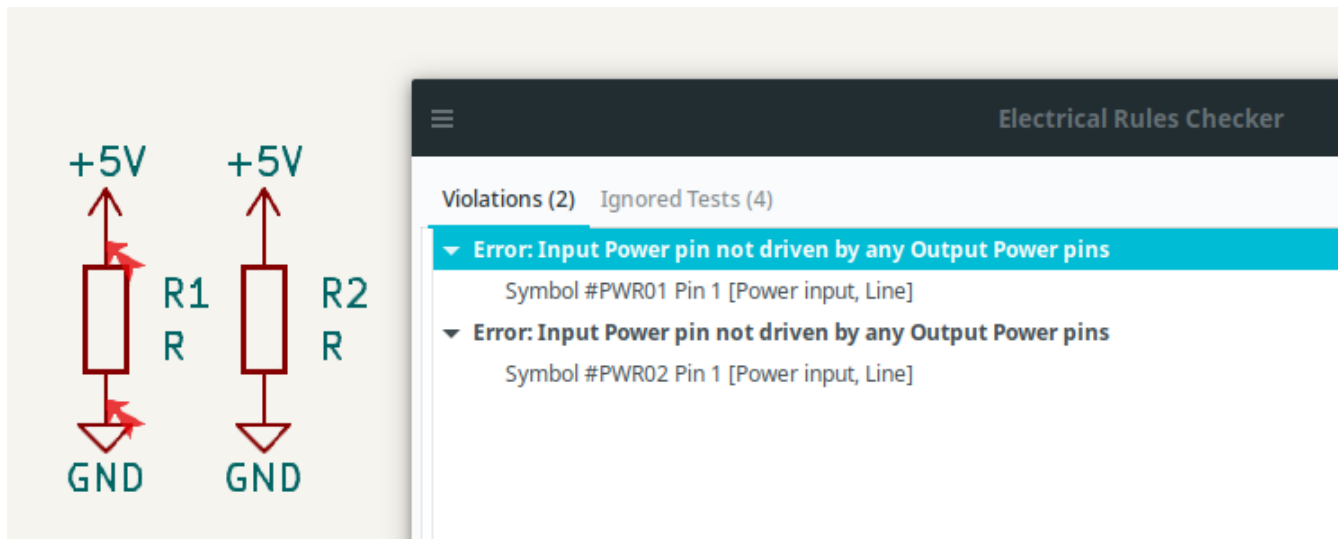 +5V +5V
R1 R2
R R
GND GND
Electrical Rules Checker
Violations (2) Ignored Tests (4)
Error: Input Power pin not driven by any Output Power pins
Symbol #PWR01 Pin 1 [Power input, Line]
Error: Input Power pin not driven by any Output Power pins
Symbol #PWR02 Pin 1 [Power input, Line]